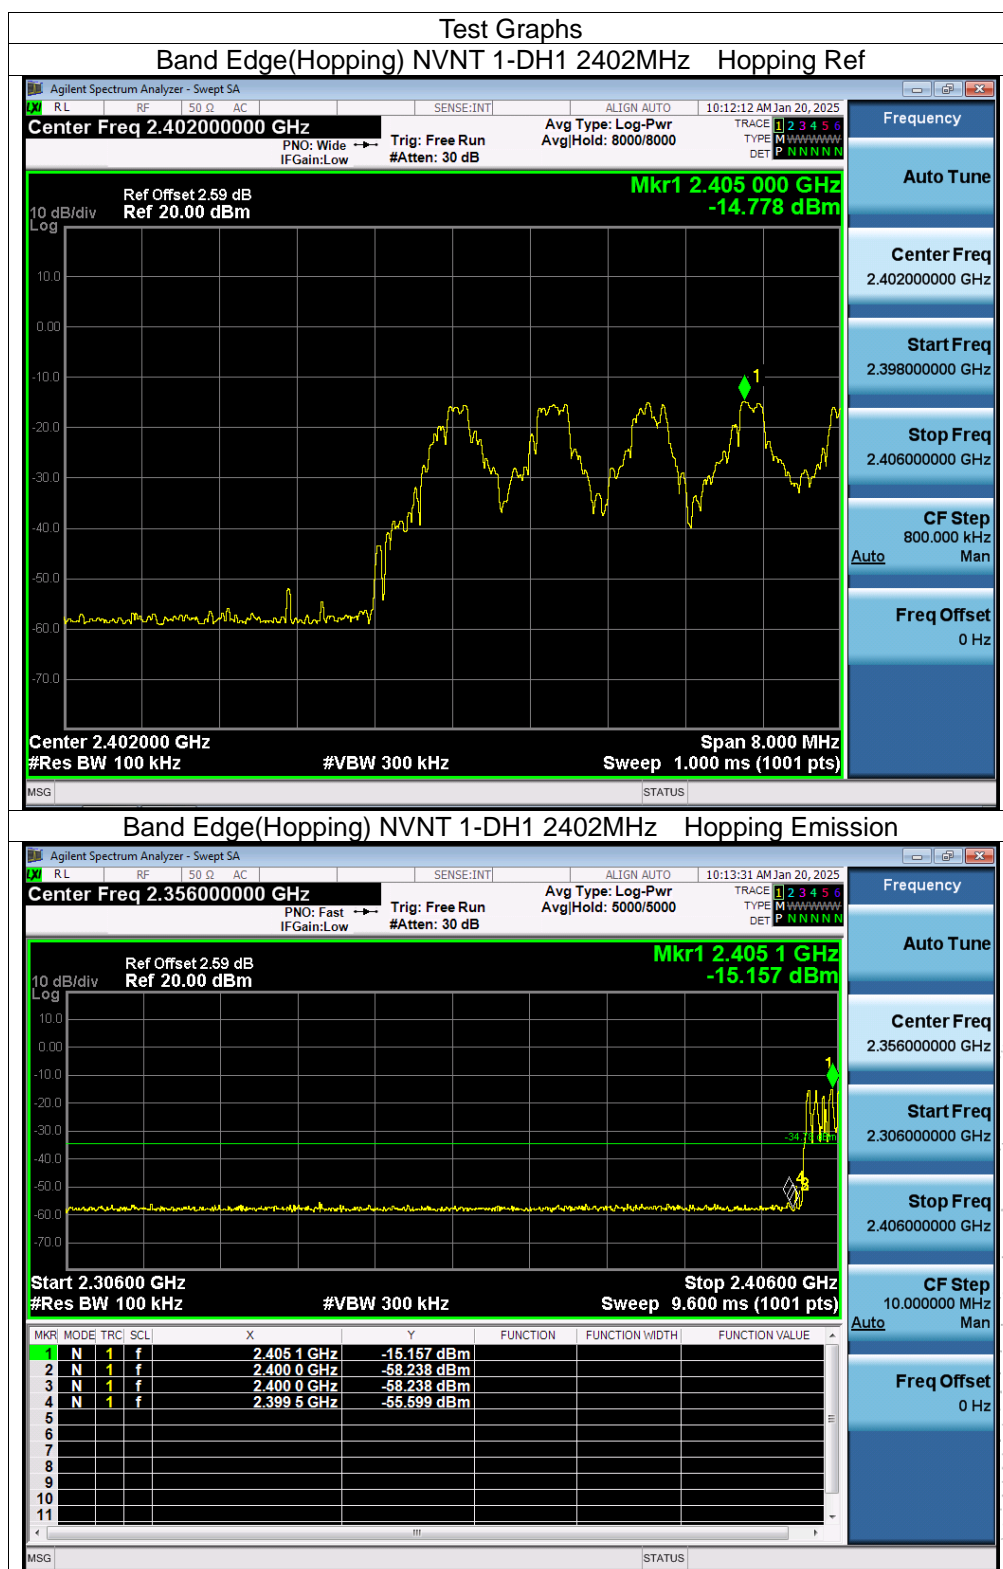 Test Graphs
Band Edge(Hopping) NVNT 1-DH1 2402MHz Hopping Ref
Agilent Spectrum Analyzer - Swept SA
LXI RL RF 50 Ω AC SENSE:INT ALIGN AUTO 10:12:12 AM Jan 20, 2025
Center Freq 2.402000000 GHz
PNO: Wide
IFGain:Low
Trig: Free Run
#Atten: 30 dB
Avg Type: Log-Pwr
Avg|Hold: 8000/8000
TRACE 1 2 3 4 5 6
TYPE M WWWWW
DET P N N N N N
Frequency
Auto Tune
Center Freq
2.402000000 GHz
Start Freq
2.398000000 GHz
Stop Freq
2.406000000 GHz
CF Step
800.000 kHz
Auto Man
Freq Offset
0 Hz
Mkr1 2.405 000 GHz
-14.778 dBm
Ref Offset 2.59 dB
10 dB/div Ref 20.00 dBm
Log
10.0
0.00
-10.0
-20.0
-30.0
-40.0
-50.0
-60.0
-70.0
1
Center 2.402000 GHz Span 8.000 MHz
#Res BW 100 kHz #VBW 300 kHz Sweep 1.000 ms (1001 pts)
MSG STATUS
Band Edge(Hopping) NVNT 1-DH1 2402MHz Hopping Emission
Agilent Spectrum Analyzer - Swept SA
LXI RL RF 50 Ω AC SENSE:INT ALIGN AUTO 10:13:31 AM Jan 20, 2025
Center Freq 2.356000000 GHz
PNO: Fast
IFGain:Low
Trig: Free Run
#Atten: 30 dB
Avg Type: Log-Pwr
Avg|Hold: 5000/5000
TRACE 1 2 3 4 5 6
TYPE M WWWWW
DET P N N N N N
Frequency
Auto Tune
Center Freq
2.356000000 GHz
Start Freq
2.306000000 GHz
Stop Freq
2.406000000 GHz
CF Step
10.000000 MHz
Auto Man
Freq Offset
0 Hz
Mkr1 2.405 1 GHz
-15.157 dBm
Ref Offset 2.59 dB
10 dB/div Ref 20.00 dBm
Log
10.0
0.00
-10.0
-20.0
-30.0
-40.0
-50.0
-60.0
-70.0
1
-34.78 dBm
4
Start 2.30600 GHz Stop 2.40600 GHz
#Res BW 100 kHz #VBW 300 kHz Sweep 9.600 ms (1001 pts)
MKR MODE TRC SCL X Y FUNCTION FUNCTION WIDTH FUNCTION VALUE
1 N 1 f 2.405 1 GHz -15.157 dBm
2 N 1 f 2.400 0 GHz -58.238 dBm
3 N 1 f 2.400 0 GHz -58.238 dBm
4 N 1 f 2.399 5 GHz -55.599 dBm
5
6
7
8
9
10
11
MSG STATUS